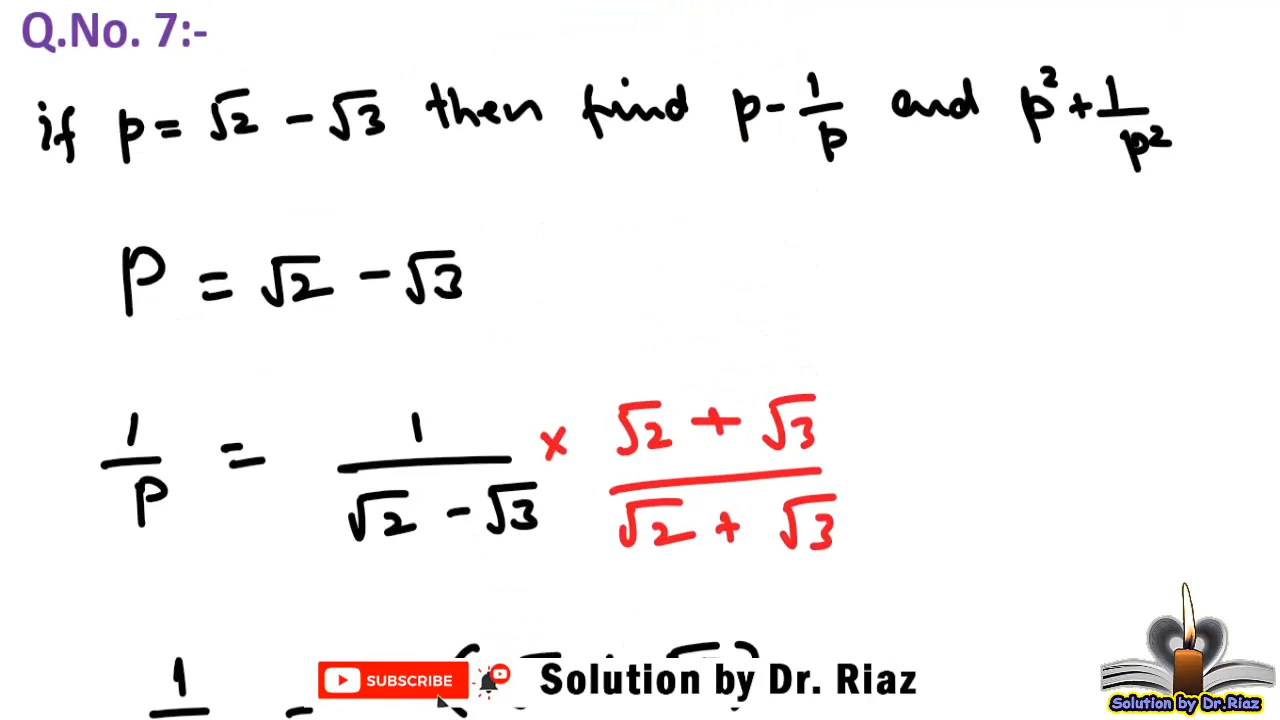 Q.No. 7:-
if p = √2 - √3 then find p - 1/p and p² + 1/p²
P = √2 - √3
1/P = 1/(√2 - √3) × (√2 + √3)/(√2 + √3)
1
SUBSCRIBE
Solution by Dr. Riaz
Solution by Dr.Riaz